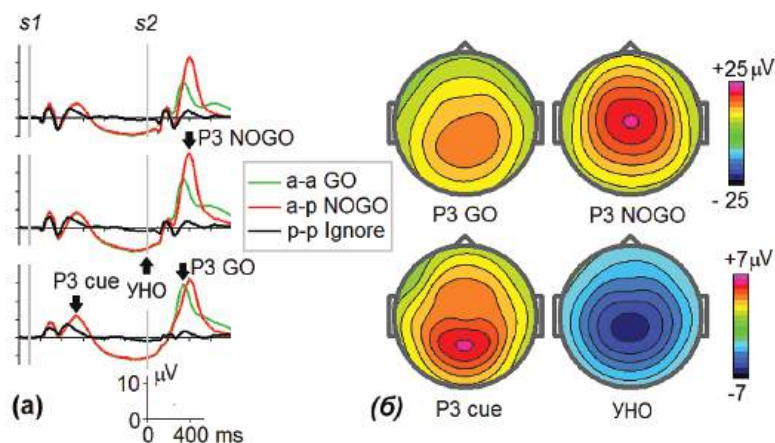 s1
s2
P3 NOGO
a-a GO
a-p NOGO
p-p Ignore
P3 cue
УНО
P3 GO
(а)
μV
10
0
0 400 ms
+25 μV
- 25
P3 GO
P3 NOGO
+7 μV
-7
(б)
P3 cue
УНО